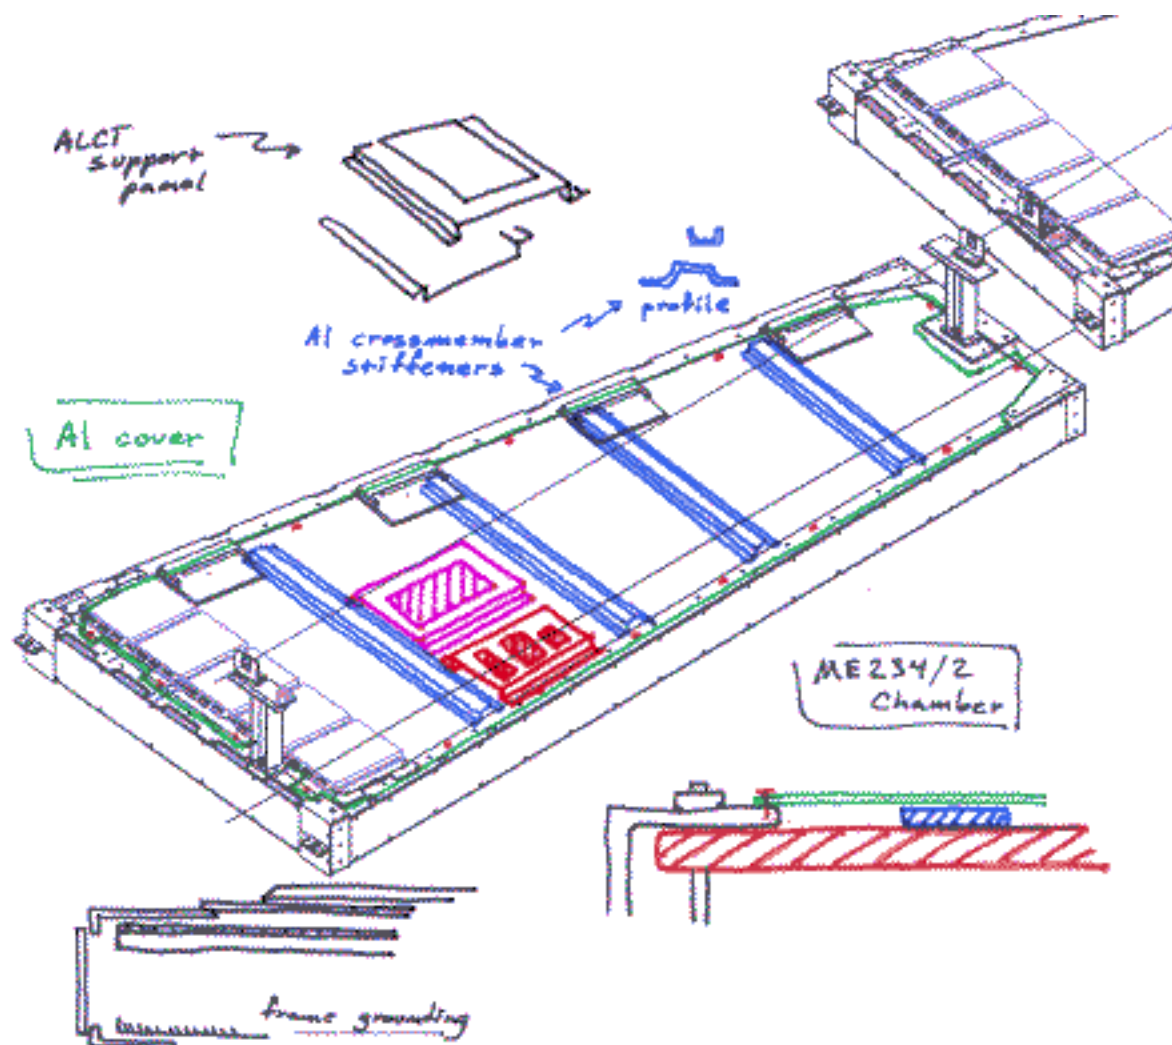 ALCT
support
panel
profile
Al crossmember
stiffeners
Al cover
ME234/2
Chamber
frame grounding